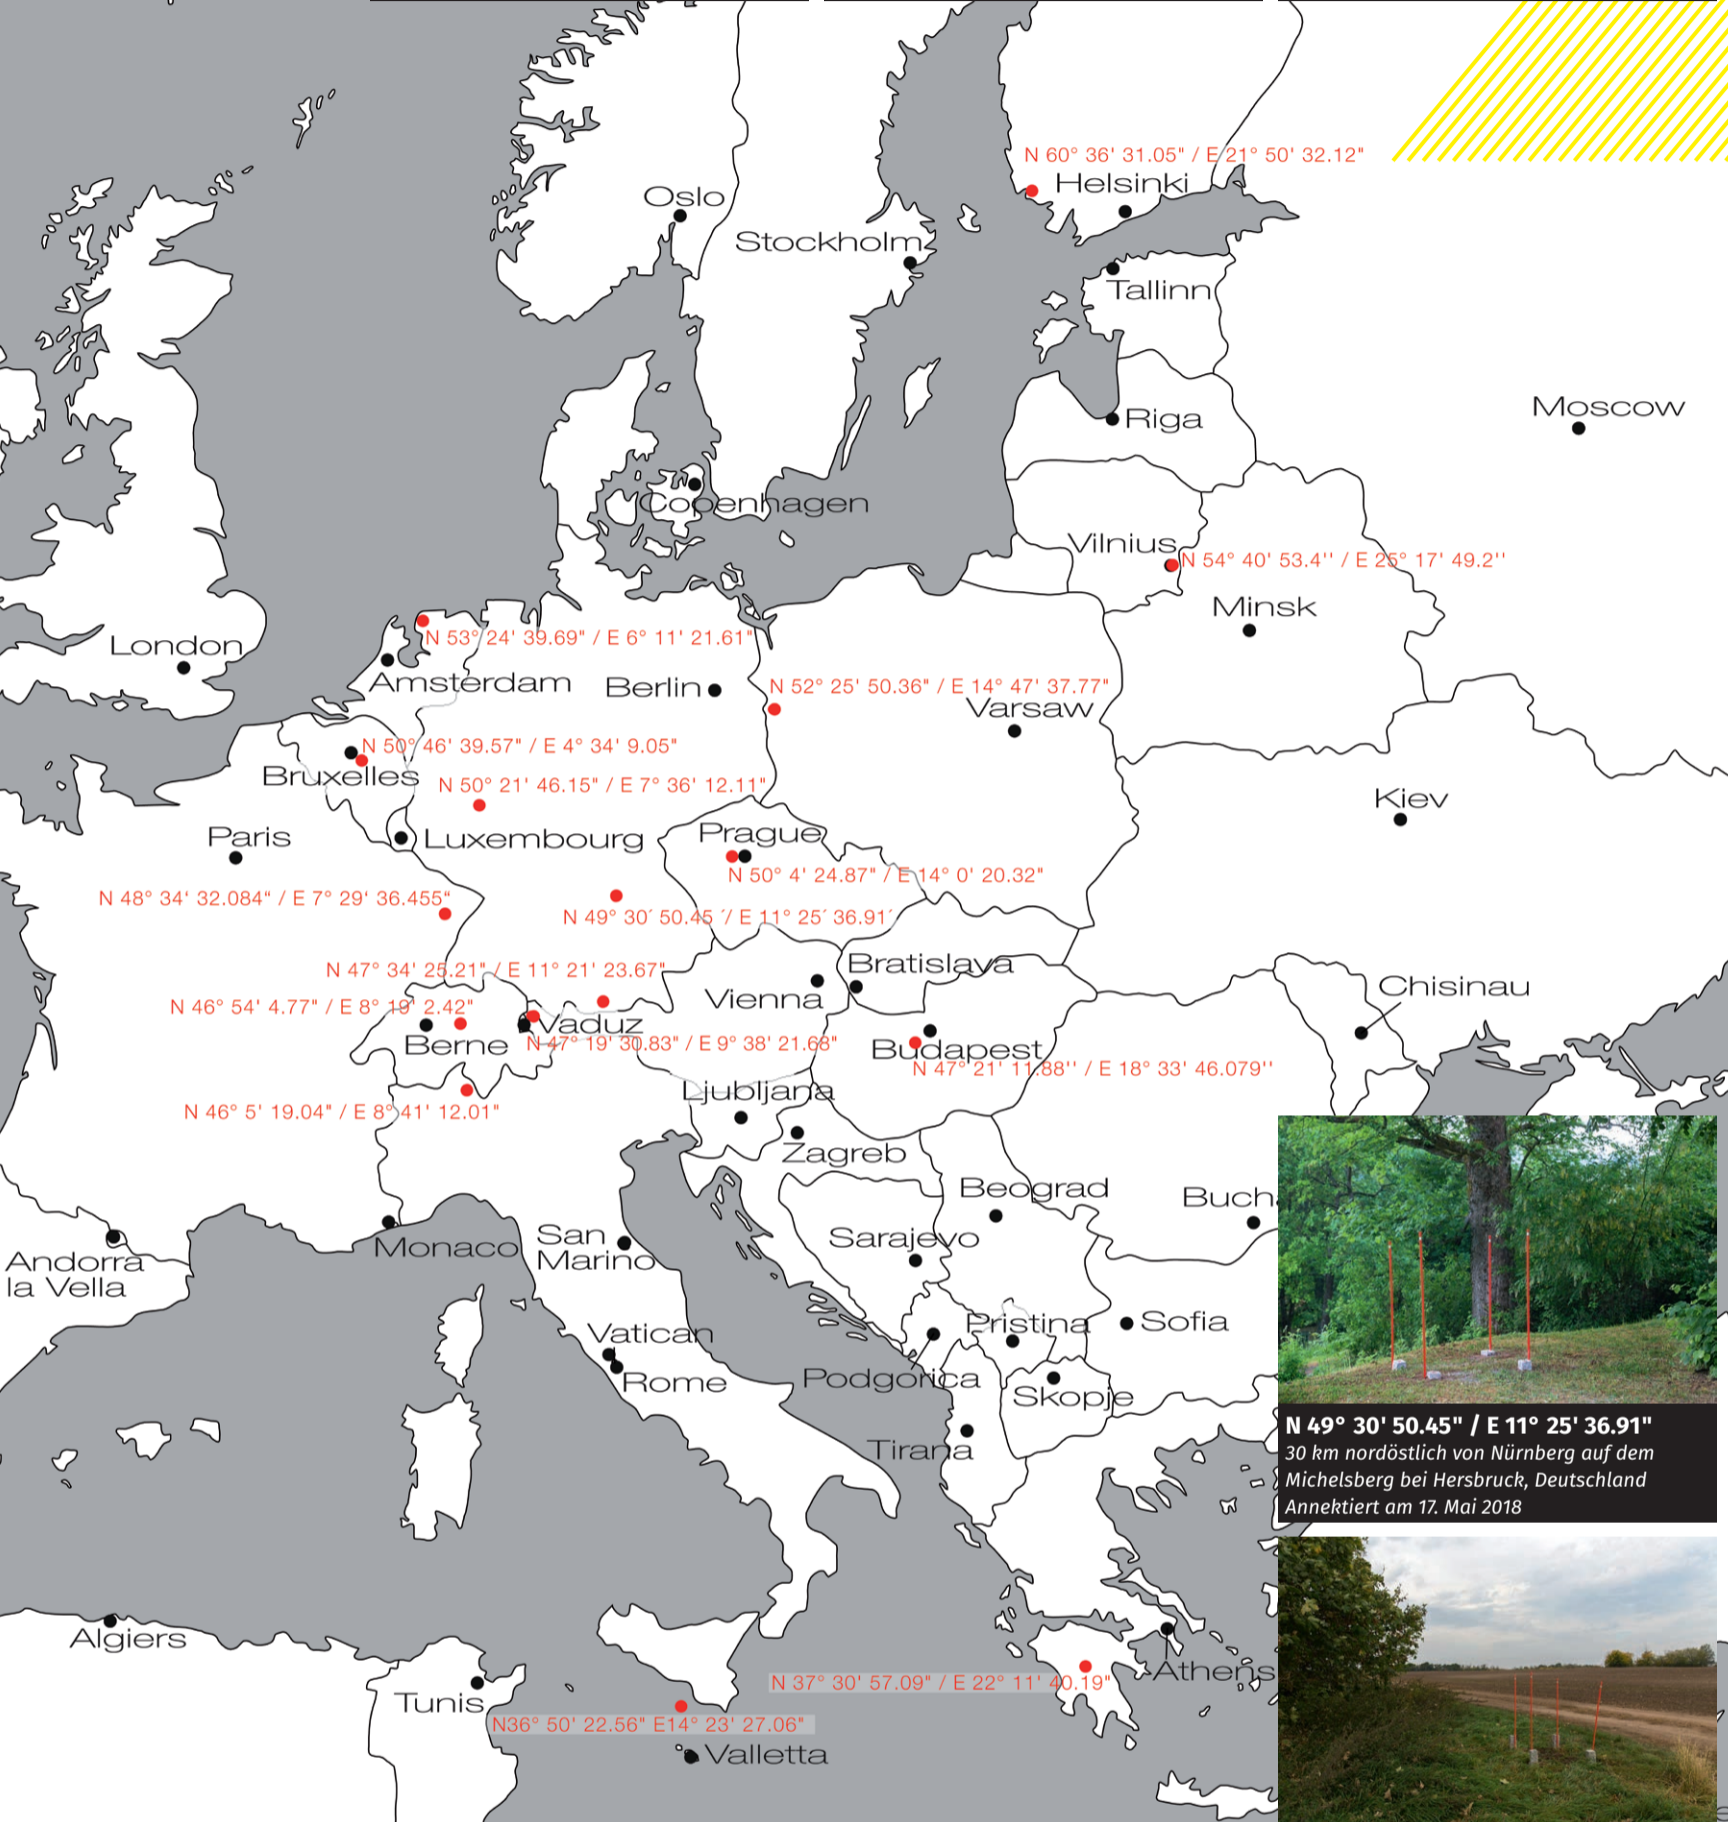 N 60° 36' 31.05" / E 21° 50' 32.12"
Helsinki
Oslo
Stockholm
Tallinn
Moscow
Riga
Copenhagen
Vilnius
N 54° 40' 53.4'' / E 25° 17' 49.2''
Minsk
N 53° 24' 39.69" / E 6° 11' 21.61"
London
Amsterdam
Berlin
N 52° 25' 50.36" / E 14° 47' 37.77"
Varsaw
N 50° 46' 39.57" / E 4° 34' 9.05"
Bruxelles
N 50° 21' 46.15" / E 7° 36' 12.11"
Kiev
Paris
Luxembourg
Prague
N 50° 4' 24.87" / E 14° 0' 20.32"
N 48° 34' 32.084" / E 7° 29' 36.455"
N 49° 30´ 50.45 ´/ E 11° 25´ 36.91´
N 47° 34' 25.21" / E 11° 21' 23.67"
Bratislava
Chisinau
Vienna
N 46° 54' 4.77" / E 8° 19' 2.42"
Vaduz
Berne
N 47° 19' 30.83" / E 9° 38' 21.68"
Budapest
N 47° 21' 11.88'' / E 18° 33' 46.079''
Ljubljana
N 46° 5' 19.04" / E 8° 41' 12.01"
Zagreb
Beograd
Buch
Sarajevo
San
Marino
Monaco
Andorra
la Vella
Pristina
Sofia
Vatican
Rome
Podgorica
Skopje
Tirana
N 49° 30' 50.45" / E 11° 25' 36.91"
30 km nordöstlich von Nürnberg auf dem
Michelsberg bei Hersbruck, Deutschland
Annektiert am 17. Mai 2018
Algiers
Athens
N 37° 30' 57.09" / E 22° 11' 40.19"
Tunis
N36° 50' 22.56" E14° 23' 27.06"
Valletta